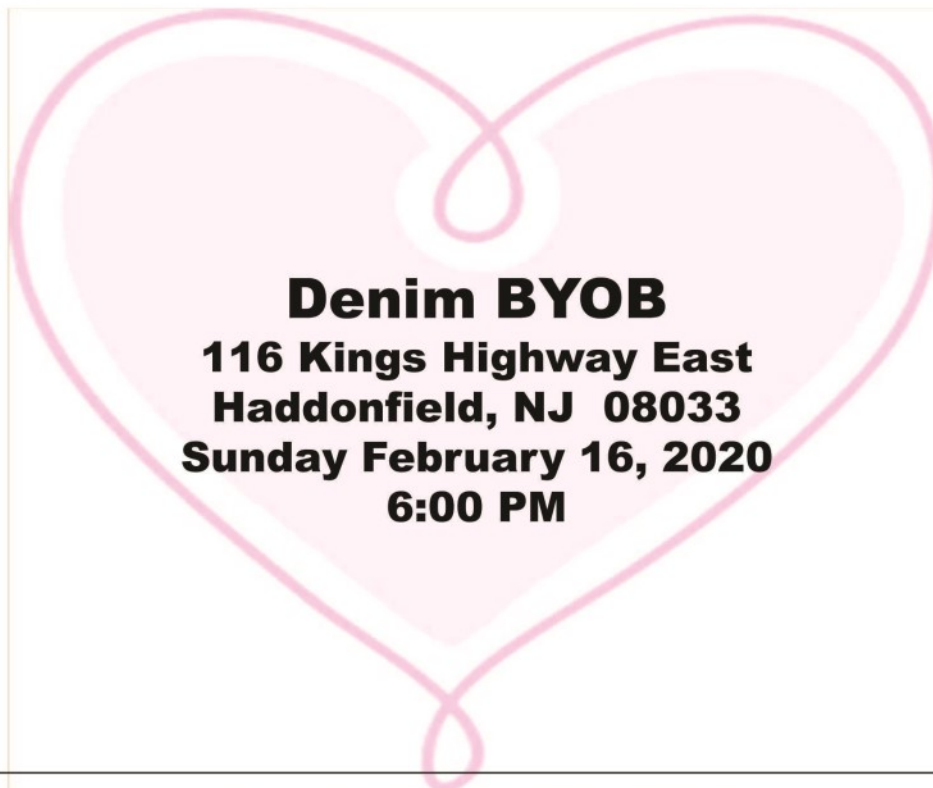 Denim BYOB
116 Kings Highway East
Haddonfield, NJ  08033
Sunday February 16, 2020
6:00 PM